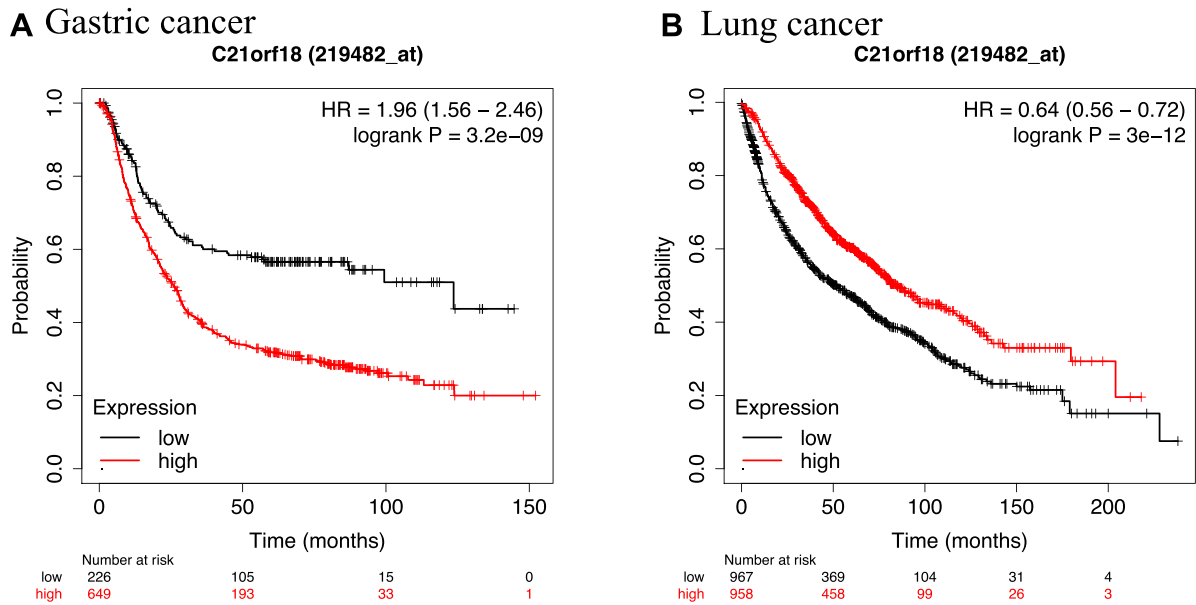 A Gastric cancer
C21orf18 (219482_at)
HR = 1.96 (1.56 − 2.46)
logrank P = 3.2e−09
Probability
1.0
0.8
0.6
0.4
0.2
0.0
Expression
low
high
0 50 100 150
Time (months)
Number at risk
low 226 105 15 0
high 649 193 33 1
B Lung cancer
C21orf18 (219482_at)
HR = 0.64 (0.56 − 0.72)
logrank P = 3e−12
Probability
1.0
0.8
0.6
0.4
0.2
0.0
Expression
low
high
0 50 100 150 200
Time (months)
Number at risk
low 967 369 104 31 4
high 958 458 99 26 3